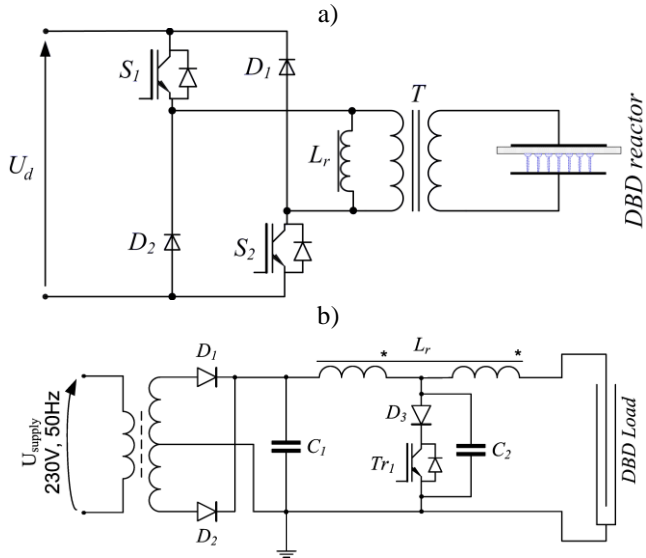 a)
S1
D1
T
Lr
Ud
D2
S2
DBD reactor
b)
D1
Lr
* *
Usupply
230V, 50Hz
D3
C1
C2
Tr1
D2
DBD Load